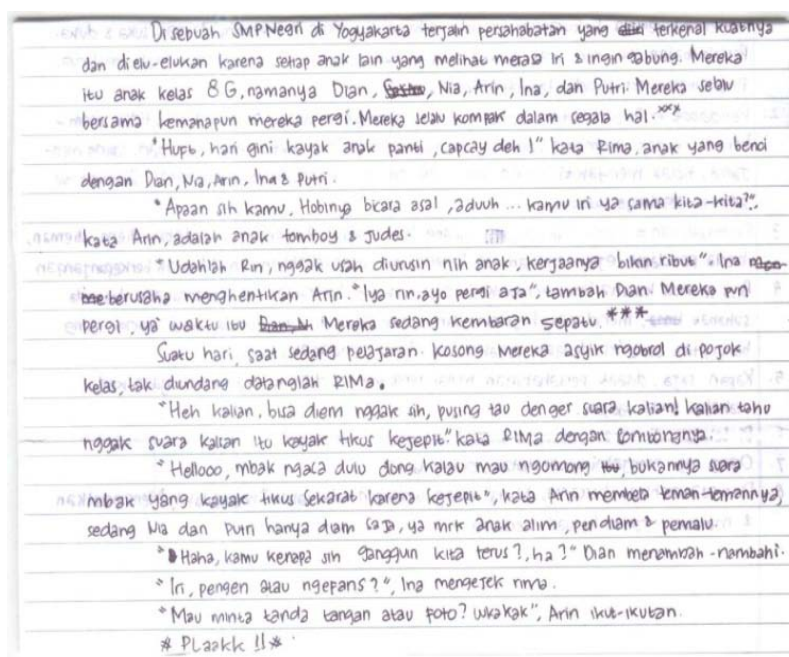 Di sebuah SMP Negri di Yogyakarta terjalin persahabatan yang terkenal kuatnya
dan di elu-elukan karena setiap anak lain yang melihat merasa iri & ingin gabung. Mereka
itu anak kelas 8G, namanya Dian, Nia, Arin, Ina, dan Putri. Mereka selalu
bersama kemanapun mereka pergi. Mereka selalu kompak dalam segala hal. ***
"Hupt, hari gini kayak anak panti, capcay deh!" kata Rima, anak yang benci
dengan Dian, Nia, Arin, Ina & Putri.
"Apaan sih kamu, Hobinya bicara asal, aduuh ... kamu iri ya sama kita-kita?",
kata Arin, adalah anak tomboy & judes.
"Udahlah Rin, nggak usah diurusin nih anak, kerjaanya bikin ribut". Ina
berusaha menghentikan Arin. "Iya rin, ayo pergi aja", tambah Dian. Mereka pun
pergi, ya waktu itu Mereka sedang kembaran sepatu. ***
Suatu hari, saat sedang pelajaran kosong Mereka asyik ngobrol di pojok
kelas, tak diundang datanglah RIMa.
"Heh kalian, bisa diem nggak sih, pusing tao denger suara kalian! Kalian tahu
nggak suara kalian itu kayak tikus kejepit" kata RIMa dengan sombongnya.
"Hellooo, mbak ngaca dulu dong kalau mau ngomong, bukannya suara
mbak yang kayak tikus sekarat karena kejepit", kata Arin membela teman-temannya,
sedang Nia dan Putri hanya diam saja, ya mrk anak alim, pendiam & pemalu.
"Haha, kamu kenapa sih ganggun kita terus?, ha?" Dian menambah-nambahi.
"Iri, pengen atau ngepans?", Ina mengejek rima.
"Mau minta tanda tangan atau poto? wkakak", Arin ikut-ikutan.
* PLaakk !! *